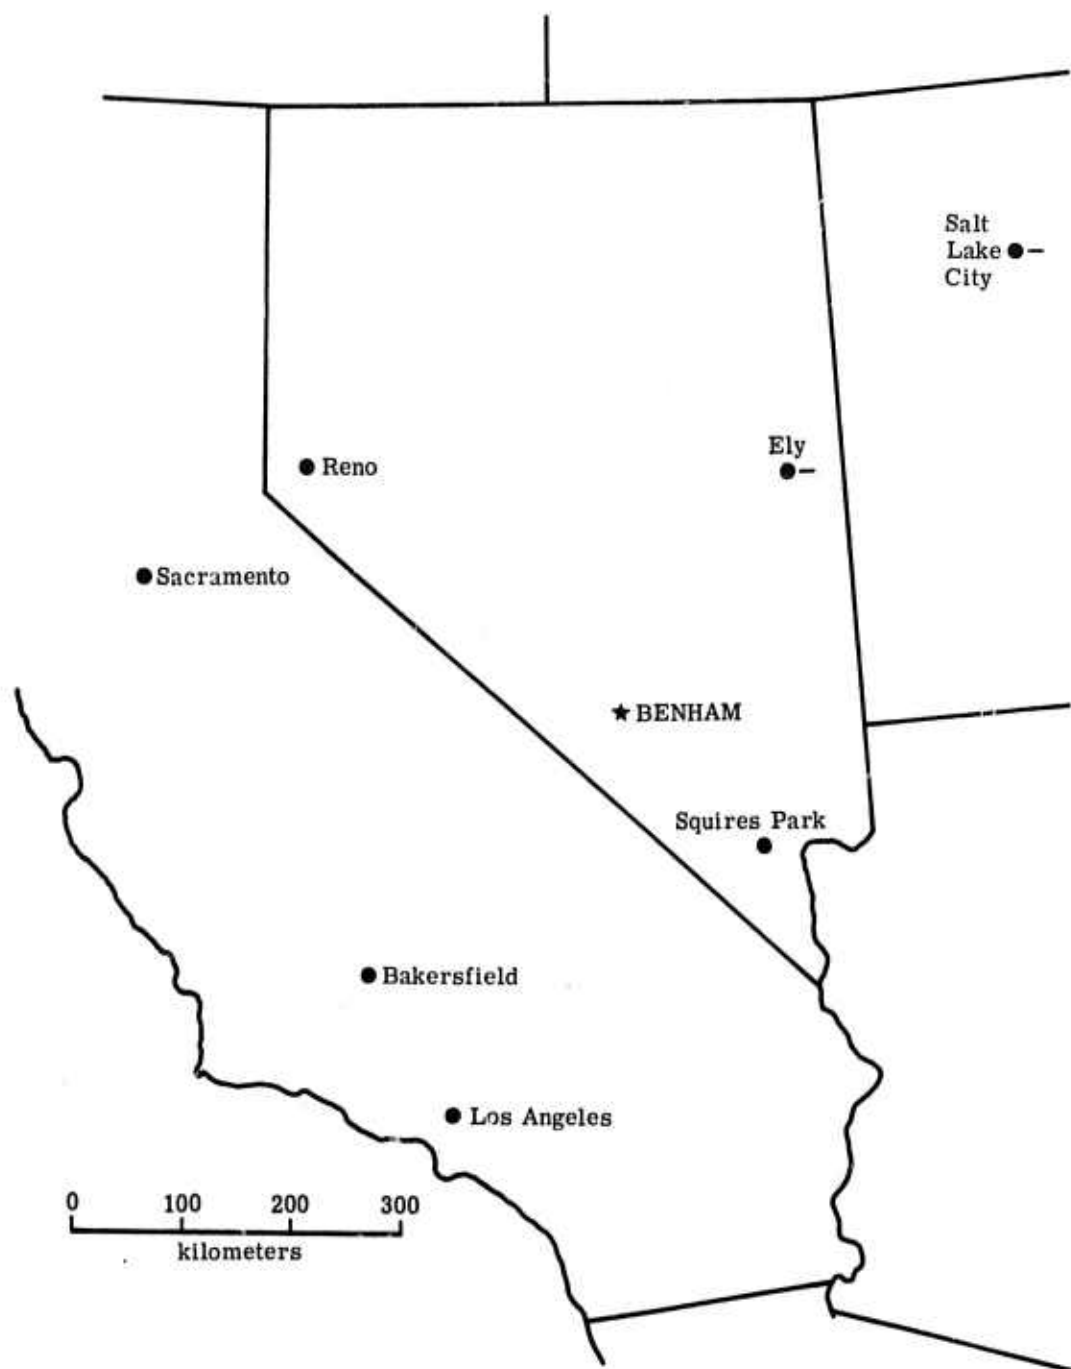 Salt
Lake
City
Ely
Reno
Sacramento
BENHAM
Squires Park
Bakersfield
Los Angeles
0 100 200 300
kilometers